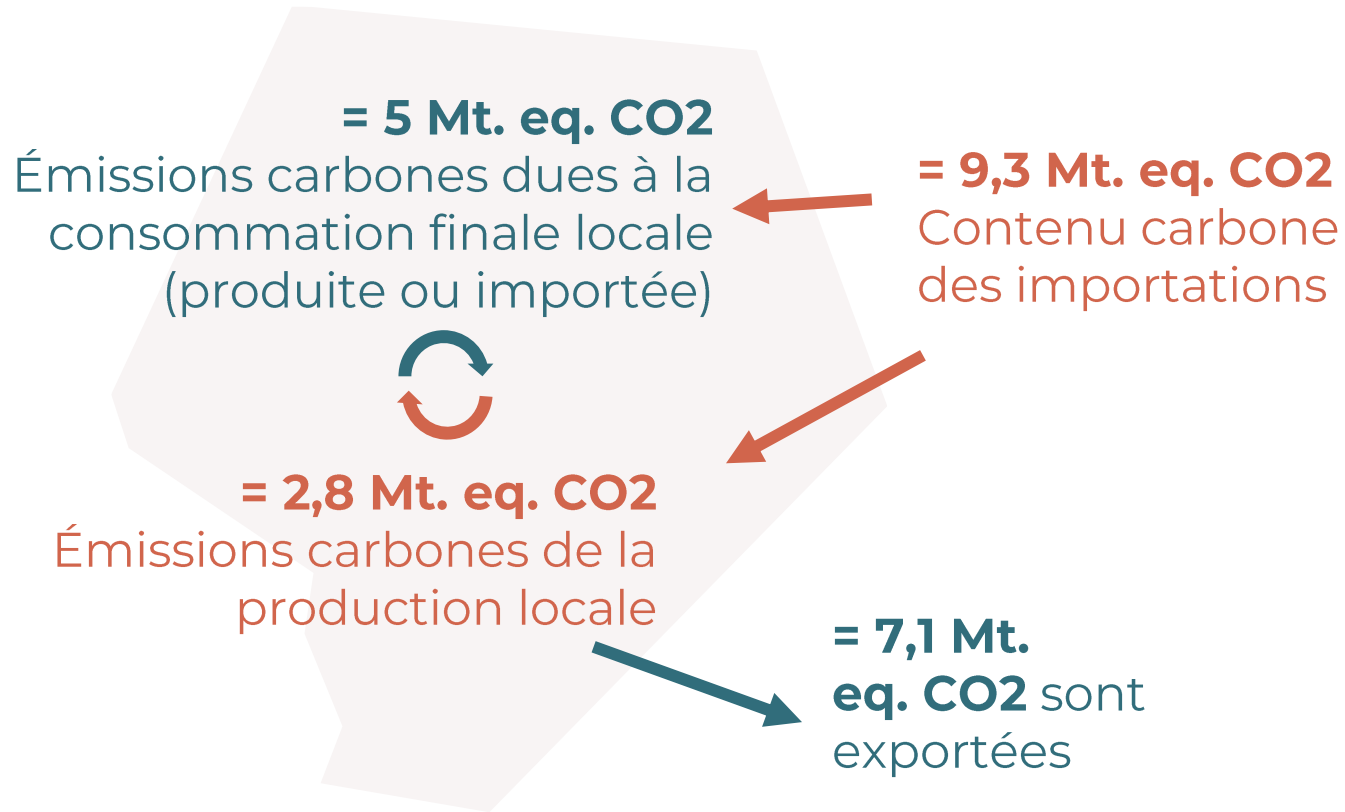 = 5 Mt. eq. CO2
Émissions carbones dues à la
consommation finale locale
(produite ou importée)
= 9,3 Mt. eq. CO2
Contenu carbone
des importations
= 2,8 Mt. eq. CO2
Émissions carbones de la
production locale
= 7,1 Mt.
eq. CO2 sont
exportées